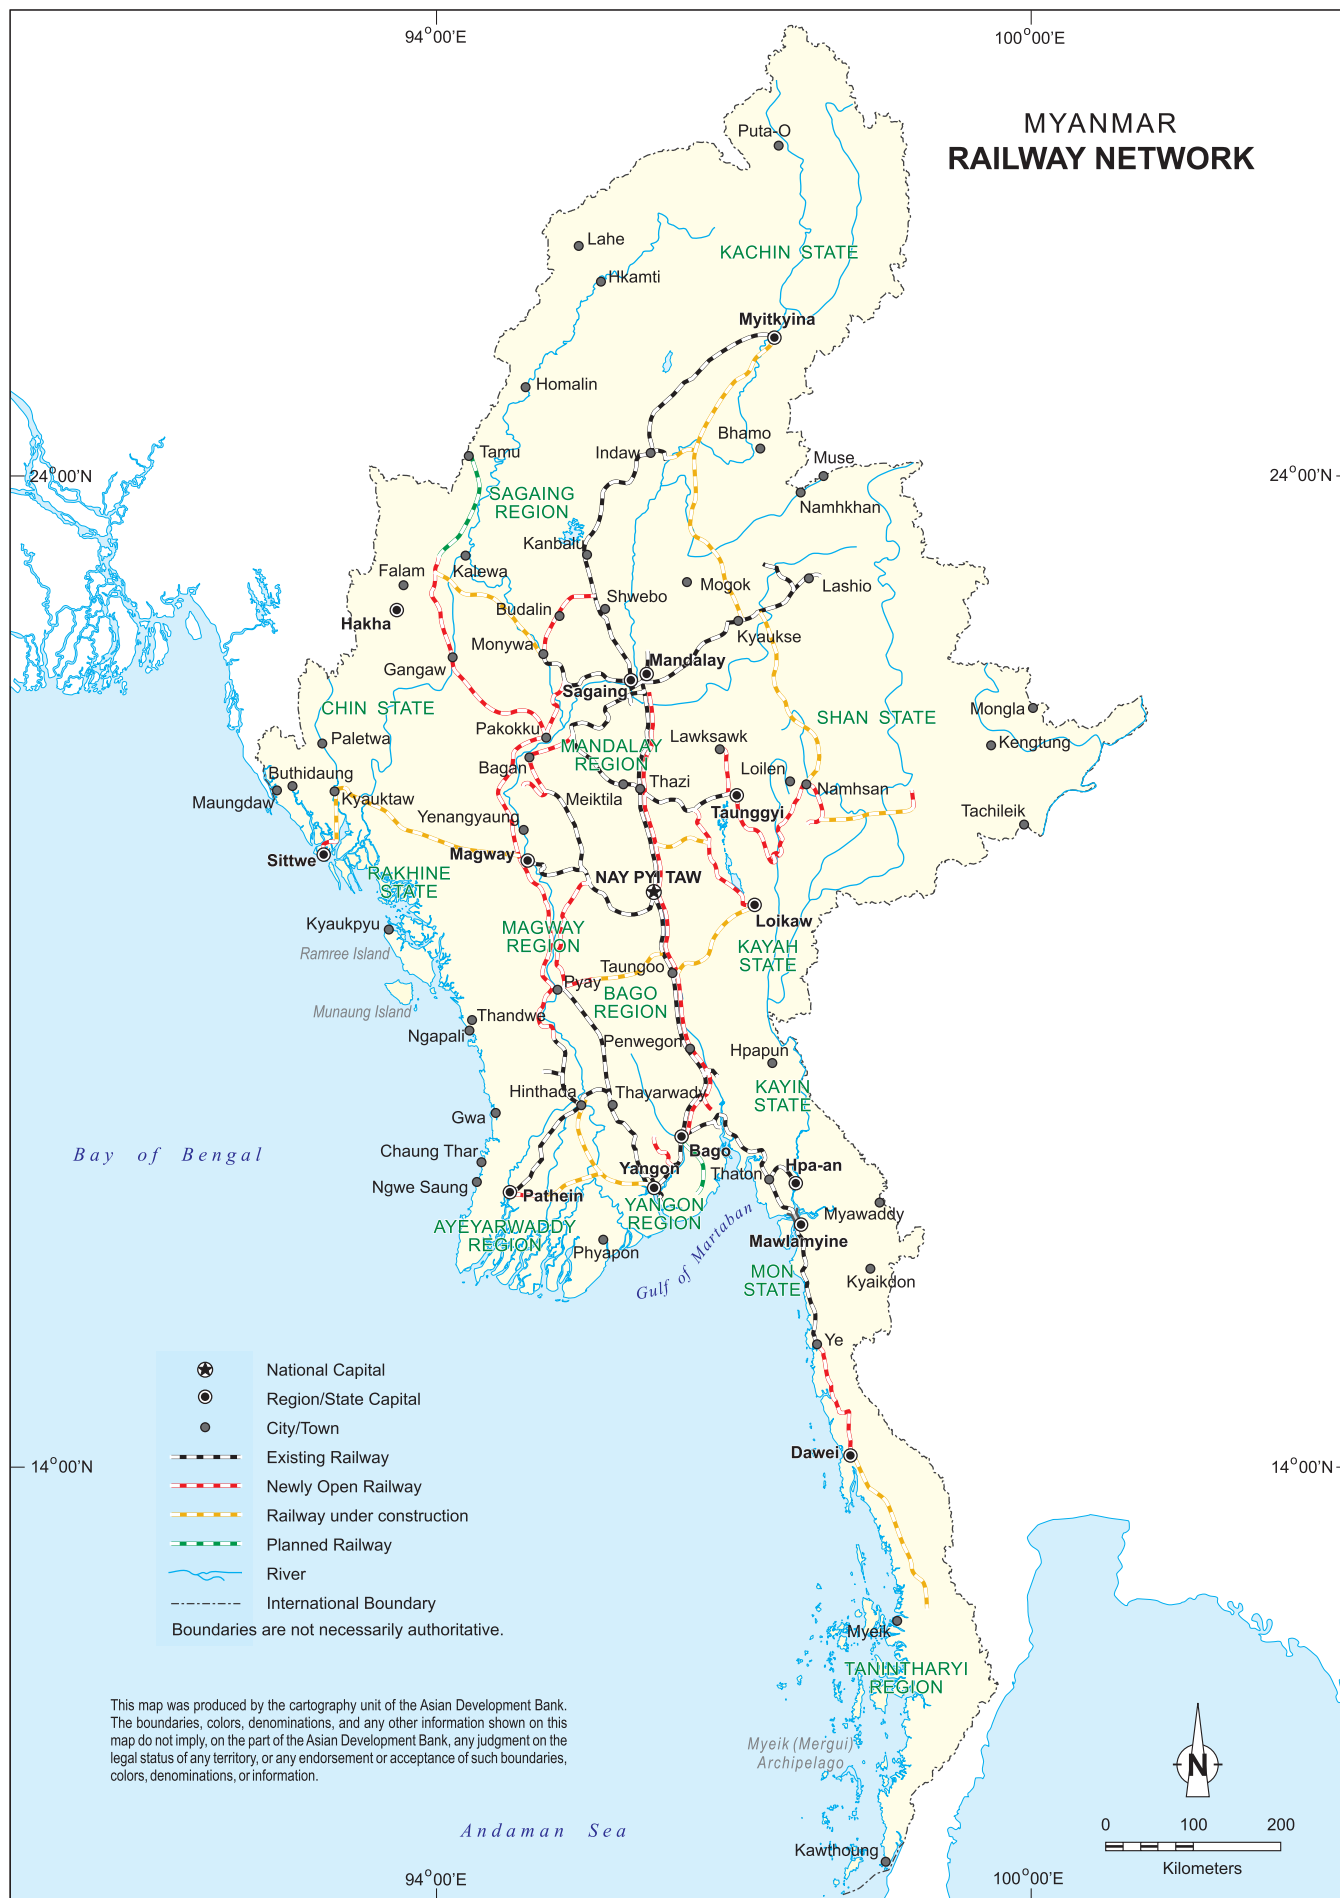 94°00'E
100°00'E
MYANMAR
RAILWAY NETWORK
Puta-O
Lahe
KACHIN STATE
Hkamti
Myitkyina
Homalin
Bhamo
Indaw
Tamu
Muse
24°00'N
24°00'N
SAGAING
REGION
Namhkhan
Kanbalu
Falam
Kalewa
Mogok
Lashio
Shwebo
Budalin
Hakha
Kyaukse
Monywa
Mandalay
Gangaw
Sagaing
CHIN STATE
Mongla
SHAN STATE
Pakokku
Lawksawk
Paletwa
MANDALAY
REGION
Kengtung
Bagan
Loilen
Buthidaung
Thazi
Namhsan
Maungdaw
Kyauktaw
Meiktila
Taunggyi
Tachileik
Yenangyaung
Magway
Sittwe
RAKHINE
STATE
NAY PYI TAW
Kyaukpyu
Loikaw
MAGWAY
REGION
KAYAH
STATE
Ramree Island
Taungoo
Pyay
BAGO
REGION
Munaung Island
Thandwe
Ngapali
Penwegon
Hpapun
Hinthada
Thayarwady
KAYIN
STATE
Gwa
Bay of Bengal
Chaung Thar
Bago
Yangon
Thaton
Hpa-an
Ngwe Saung
Pathein
YANGON
REGION
Myawaddy
AYEYARWADDY
REGION
Gulf of Martaban
Mawlamyine
Phyapon
MON
STATE
Kyaikdon
Ye
National Capital
Region/State Capital
City/Town
Dawei
Existing Railway
14°00'N
14°00'N
Newly Open Railway
Railway under construction
Planned Railway
River
International Boundary
Boundaries are not necessarily authoritative.
Myeik
TANINTHARYI
REGION
This map was produced by the cartography unit of the Asian Development Bank.
The boundaries, colors, denominations, and any other information shown on this
map do not imply, on the part of the Asian Development Bank, any judgment on the
legal status of any territory, or any endorsement or acceptance of such boundaries,
colors, denominations, or information.
Myeik (Mergui)
Archipelago
N
Andaman Sea
0 100 200
Kilometers
Kawthoung
94°00'E
100°00'E